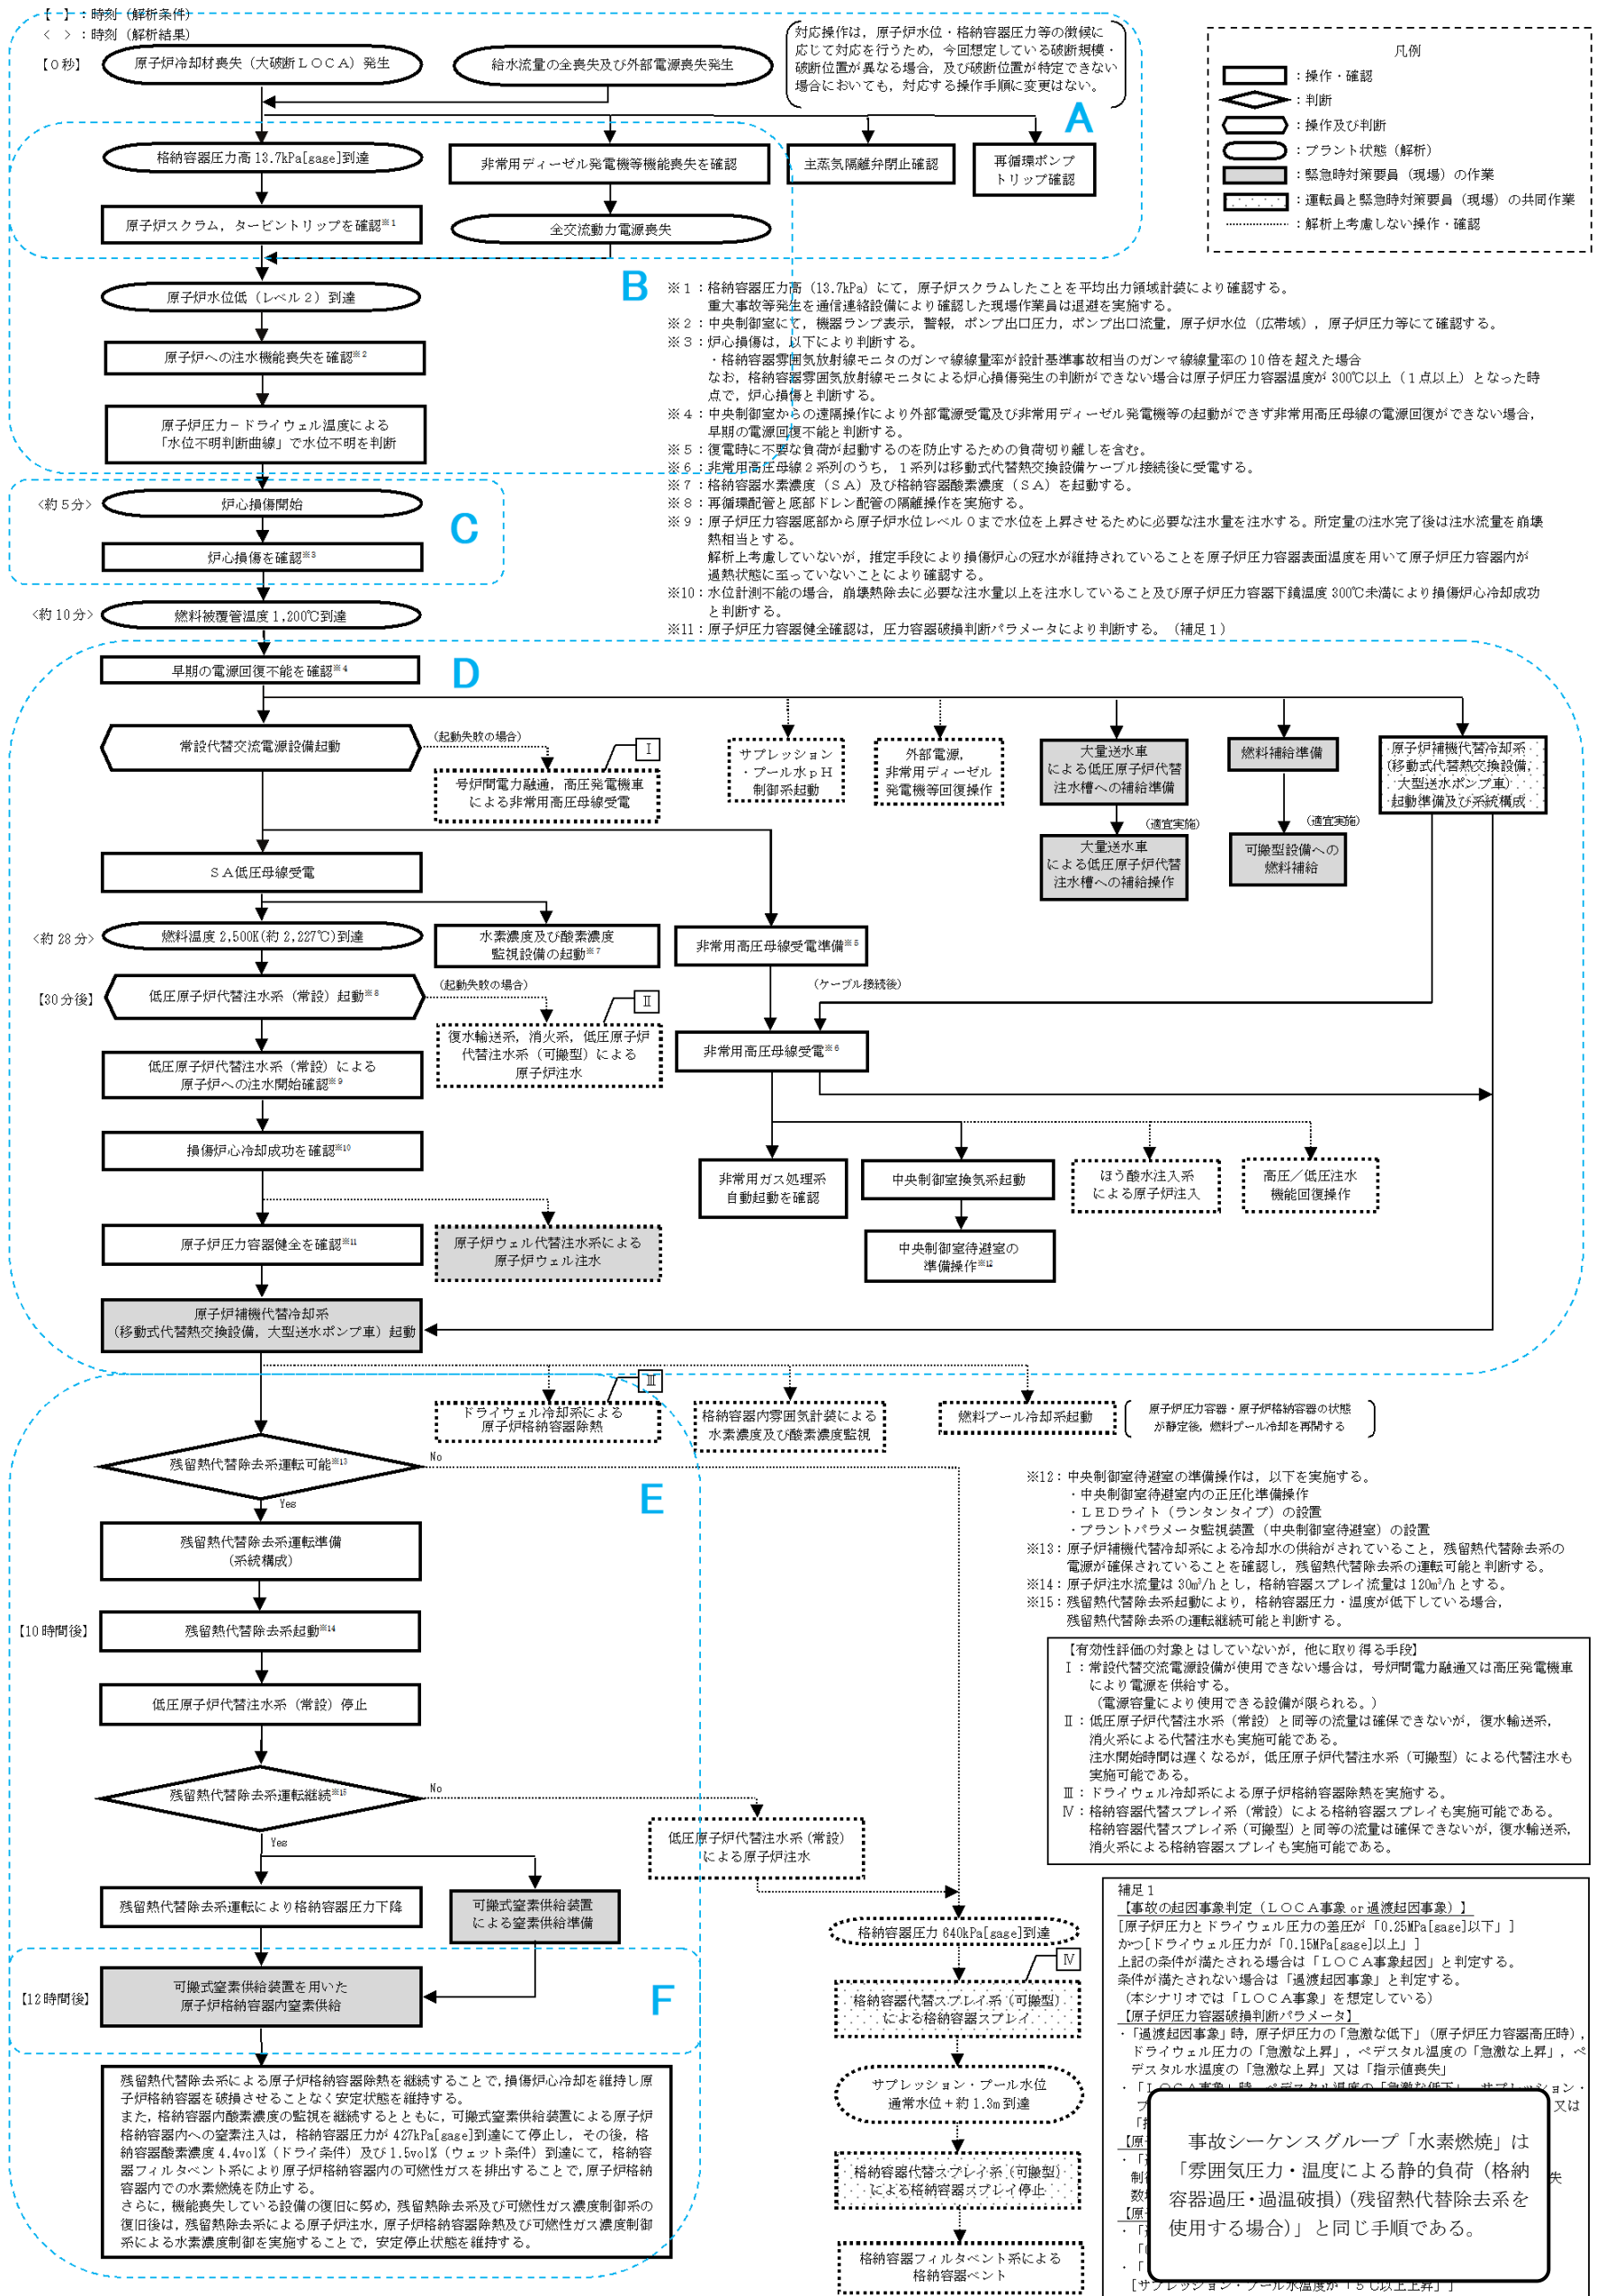 【　】：時刻（解析条件）
＜　＞：時刻（解析結果）
【0秒】
原子炉冷却材喪失（大破断ＬＯＣＡ）発生
給水流量の全喪失及び外部電源喪失発生
対応操作は，原子炉水位・格納容器圧力等の徴候に
応じて対応を行うため，今回想定している破断規模・
破断位置が異なる場合，及び破断位置が特定できない
場合においても，対応する操作手順に変更はない。
A
凡例
：操作・確認
：判断
：操作及び判断
：プラント状態（解析）
：緊急時対策要員（現場）の作業
：運転員と緊急時対策要員（現場）の共同作業
：解析上考慮しない操作・確認
格納容器圧力高 13.7kPa[gage]到達
非常用ディーゼル発電機等機能喪失を確認
主蒸気隔離弁閉止確認
再循環ポンプ
トリップ確認
原子炉スクラム，タービントリップを確認※1
全交流動力電源喪失
B
原子炉水位低（レベル２）到達
原子炉への注水機能喪失を確認※2
原子炉圧力－ドライウェル温度による
「水位不明判断曲線」で水位不明を判断
※１：格納容器圧力高（13.7kPa）にて，原子炉スクラムしたことを平均出力領域計装により確認する。
重大事故等発生を通信連絡設備により確認した現場作業員は退避を実施する。
※２：中央制御室にて，機器ランプ表示，警報，ポンプ出口圧力，ポンプ出口流量，原子炉水位（広帯域），原子炉圧力等にて確認する。
※３：炉心損傷は，以下により判断する。
・格納容器雰囲気放射線モニタのガンマ線線量率が設計基準事故相当のガンマ線線量率の10倍を超えた場合
なお，格納容器雰囲気放射線モニタによる炉心損傷発生の判断ができない場合は原子炉圧力容器温度が 300℃以上（１点以上）となった時
点で，炉心損傷と判断する。
※４：中央制御室からの遠隔操作により外部電源受電及び非常用ディーゼル発電機等の起動ができず非常用高圧母線の電源回復ができない場合，
早期の電源回復不能と判断する。
※５：復電時に不要な負荷が起動するのを防止するための負荷切り離しを含む。
※６：非常用高圧母線２系列のうち，１系列は移動式代替熱交換設備ケーブル接続後に受電する。
※７：格納容器水素濃度（ＳＡ）及び格納容器酸素濃度（ＳＡ）を起動する。
※８：再循環配管と底部ドレン配管の隔離操作を実施する。
※９：原子炉圧力容器底部から原子炉水位レベル０まで水位を上昇させるために必要な注水量を注水する。所定量の注水完了後は注水流量を崩壊
熱相当とする。
解析上考慮していないが，推定手段により損傷炉心の冠水が維持されていることを原子炉圧力容器表面温度を用いて原子炉圧力容器内が
過熱状態に至っていないことにより確認する。
※10：水位計測不能の場合，崩壊熱除去に必要な注水量以上を注水していること及び原子炉圧力容器下鏡温度 300℃未満により損傷炉心冷却成功
と判断する。
※11：原子炉圧力容器健全確認は，圧力容器破損判断パラメータにより判断する。（補足１）
＜約５分＞
炉心損傷開始
C
炉心損傷を確認※3
＜約10分＞
燃料被覆管温度 1,200℃到達
早期の電源回復不能を確認※4
D
常設代替交流電源設備起動
（起動失敗の場合）
Ⅰ
号炉間電力融通，高圧発電機車
による非常用高圧母線受電
サプレッション
・プール水ｐＨ
制御系起動
外部電源，
非常用ディーゼル
発電機等回復操作
大量送水車
による低圧原子炉代替
注水槽への補給準備
燃料補給準備
原子炉補機代替冷却系
(移動式代替熱交換設備，
大型送水ポンプ車)
起動準備及び系統構成
（適宜実施）
（適宜実施）
大量送水車
による低圧原子炉代替
注水槽への補給操作
可搬型設備への
燃料補給
ＳＡ低圧母線受電
＜約28分＞
燃料温度 2,500K(約 2,227℃)到達
水素濃度及び酸素濃度
監視設備の起動※7
非常用高圧母線受電準備※5
【30分後】
低圧原子炉代替注水系（常設）起動※8
（起動失敗の場合）
Ⅱ
（ケーブル接続後）
復水輸送系，消火系，低圧原子炉
代替注水系（可搬型）による
原子炉注水
非常用高圧母線受電※6
低圧原子炉代替注水系（常設）による
原子炉への注水開始確認※9
損傷炉心冷却成功を確認※10
非常用ガス処理系
自動起動を確認
中央制御室換気系起動
ほう酸水注入系
による原子炉注入
高圧／低圧注水
機能回復操作
原子炉圧力容器健全を確認※11
原子炉ウェル代替注水系による
原子炉ウェル注水
中央制御室待避室の
準備操作※12
原子炉補機代替冷却系
（移動式代替熱交換設備，大型送水ポンプ車）起動
Ⅲ
ドライウェル冷却系による
原子炉格納容器除熱
格納容器内雰囲気計装による
水素濃度及び酸素濃度監視
燃料プール冷却系起動
原子炉圧力容器・原子炉格納容器の状態
が静定後，燃料プール冷却を再開する
残留熱代替除去系運転可能※13
No
Yes
E
残留熱代替除去系運転準備
(系統構成)
※12：中央制御室待避室の準備操作は，以下を実施する。
・中央制御室待避室内の正圧化準備操作
・ＬＥＤライト（ランタンタイプ）の設置
・プラントパラメータ監視装置（中央制御室待避室）の設置
※13：原子炉補機代替冷却系による冷却水の供給がされていること，残留熱代替除去系の
電源が確保されていることを確認し，残留熱代替除去系の運転可能と判断する。
※14：原子炉注水流量は 30m³/h とし，格納容器スプレイ流量は 120m³/h とする。
※15：残留熱代替除去系起動により，格納容器圧力・温度が低下している場合，
残留熱代替除去系の運転継続可能と判断する。
【10時間後】
残留熱代替除去系起動※14
低圧原子炉代替注水系（常設）停止
残留熱代替除去系運転継続※15
No
Yes
【有効性評価の対象とはしていないが，他に取り得る手段】
Ⅰ：常設代替交流電源設備が使用できない場合は，号炉間電力融通又は高圧発電機車
により電源を供給する。
（電源容量により使用できる設備が限られる。）
Ⅱ：低圧原子炉代替注水系（常設）と同等の流量は確保できないが，復水輸送系，
消火系による代替注水も実施可能である。
注水開始時間は遅くなるが，低圧原子炉代替注水系（可搬型）による代替注水も
実施可能である。
Ⅲ：ドライウェル冷却系による原子炉格納容器除熱を実施する。
Ⅳ：格納容器代替スプレイ系（常設）による格納容器スプレイも実施可能である。
格納容器代替スプレイ系（可搬型）と同等の流量は確保できないが，復水輸送系，
消火系による格納容器スプレイも実施可能である。
低圧原子炉代替注水系（常設）
による原子炉注水
残留熱代替除去系運転により格納容器圧力下降
可搬式窒素供給装置
による窒素供給準備
格納容器圧力 640kPa[gage]到達
Ⅳ
【12時間後】
可搬式窒素供給装置を用いた
原子炉格納容器内窒素供給
F
格納容器代替スプレイ系（可搬型）
による格納容器スプレイ
サプレッション・プール水位
通常水位＋約 1.3m 到達
格納容器代替スプレイ系（可搬型）
による格納容器スプレイ停止
格納容器フィルタベント系による
格納容器ベント
残留熱代替除去系による原子炉格納容器除熱を継続することで，損傷炉心冷却を維持し原
子炉格納容器を破損させることなく安定状態を維持する。
また，格納容器内酸素濃度の監視を継続するとともに，可搬式窒素供給装置による原子炉
格納容器内への窒素注入は，格納容器圧力が 427kPa[gage]到達にて停止し，その後，格
納容器酸素濃度 4.4vol％（ドライ条件）及び 1.5vol％（ウェット条件）到達にて，格納容
器フィルタベント系により原子炉格納容器内の可燃性ガスを排出することで，原子炉格納
容器内での水素燃焼を防止する。
さらに，機能喪失している設備の復旧に努め，残留熱除去系及び可燃性ガス濃度制御系の
復旧後は，残留熱除去系による原子炉注水，原子炉格納容器除熱及び可燃性ガス濃度制御
系による水素濃度制御を実施することで，安定停止状態を維持する。
補足１
【事故の起因事象判定（ＬＯＣＡ事象 or 過渡起因事象）】
[原子炉圧力とドライウェル圧力の差圧が「0.25MPa[gage]以下」]
かつ[ドライウェル圧力が「0.15MPa[gage]以上」]
上記の条件が満たされる場合は「ＬＯＣＡ事象起因」と判定する。
条件が満たされない場合は「過渡起因事象」と判定する。
（本シナリオでは「ＬＯＣＡ事象」を想定している）
【原子炉圧力容器破損判断パラメータ】
・「過渡起因事象」時，原子炉圧力の「急激な低下」（原子炉圧力容器高圧時），
ドライウェル圧力の「急激な上昇」，ペデスタル温度の「急激な上昇」，ペ
デスタル水温度の「急激な上昇」又は「指示値喪失」
又は
事故シーケンスグループ「水素燃焼」は
「雰囲気圧力・温度による静的負荷（格納
容器過圧・過温破損）（残留熱代替除去系を
使用する場合）」と同じ手順である。